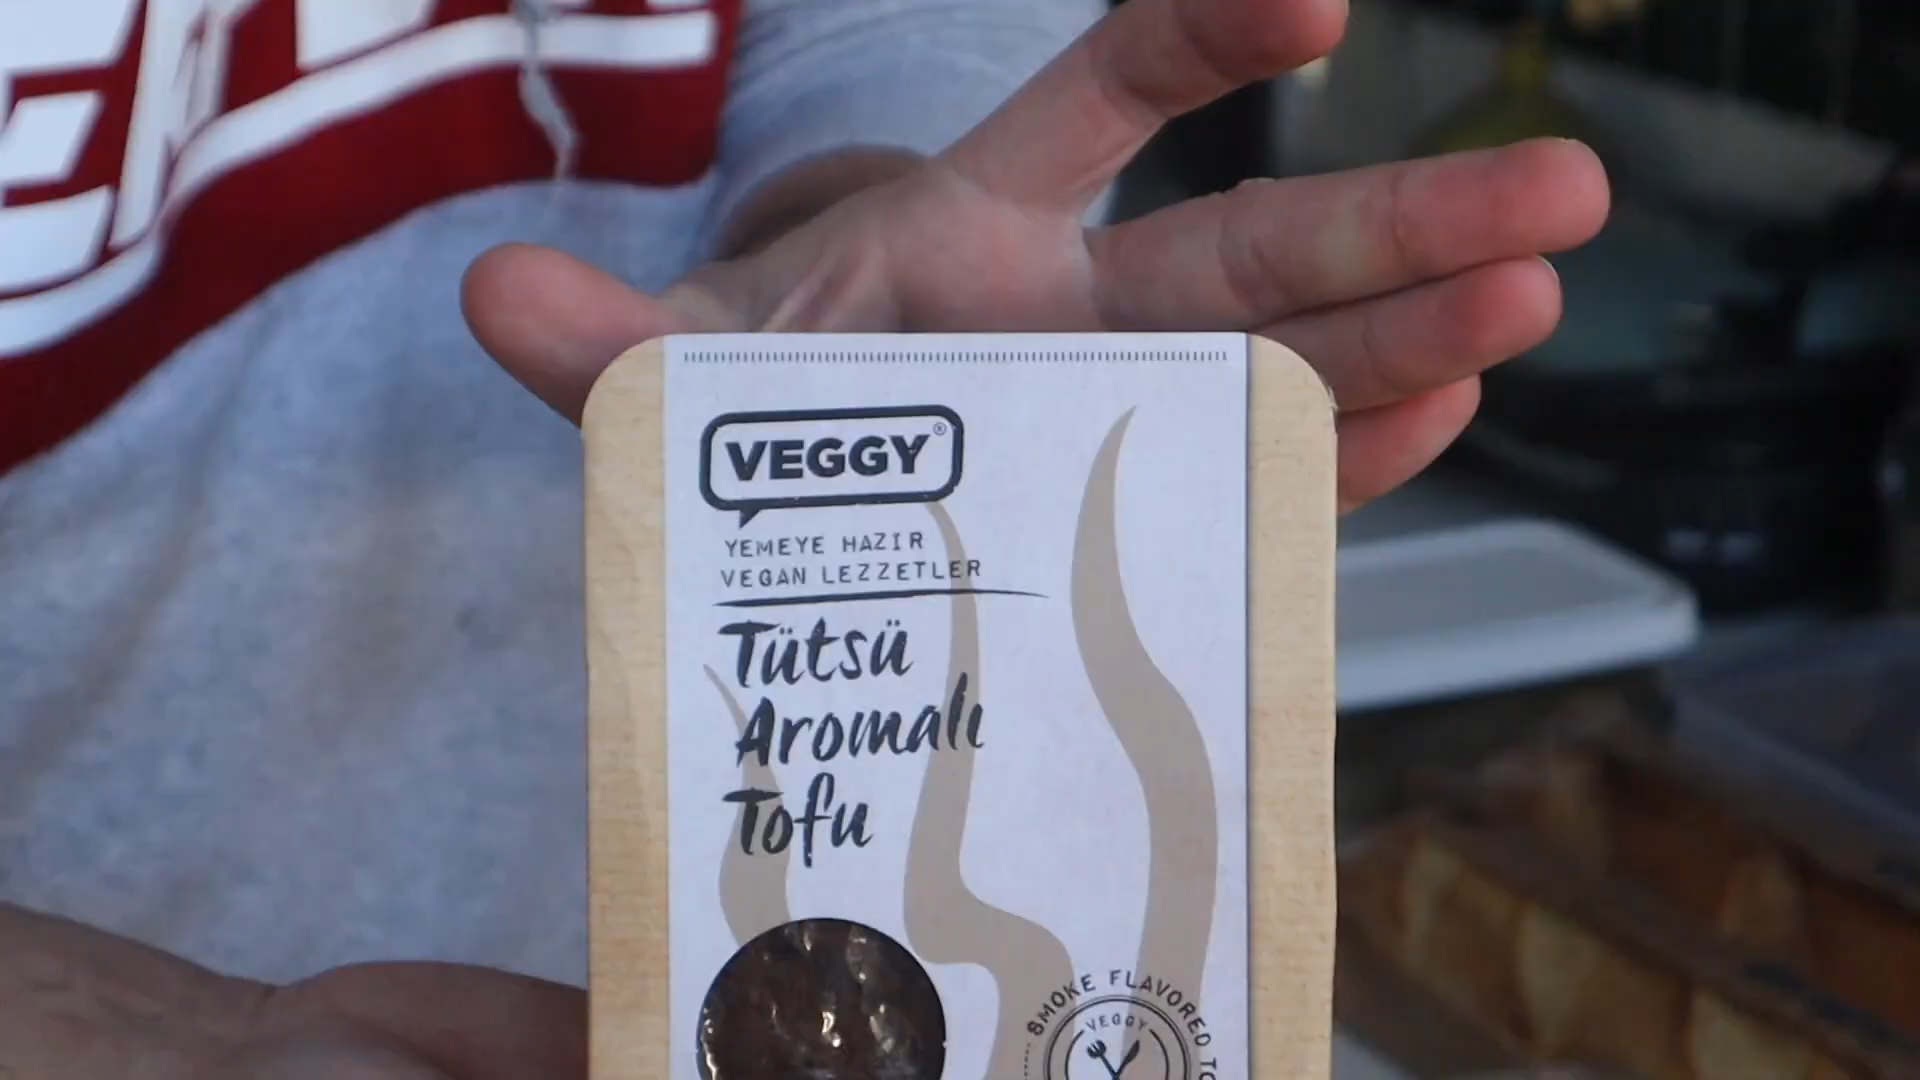 VEGGY®
YEMEYE HAZIR
VEGAN LEZZETLER
Tütsü
Aromalı
Tofu
SMOKE FLAVORED
VEGGY